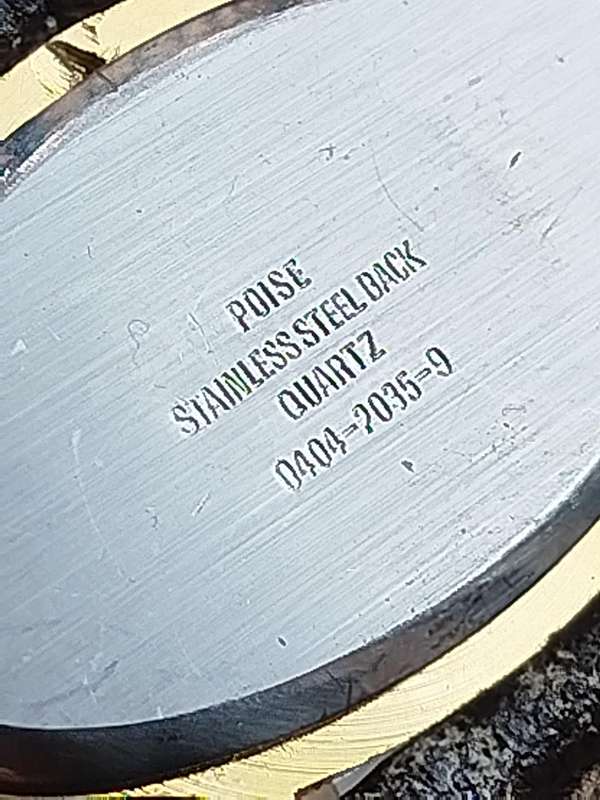 POISE
STAINLESS STEEL BACK
QUARTZ
0404-2035-9